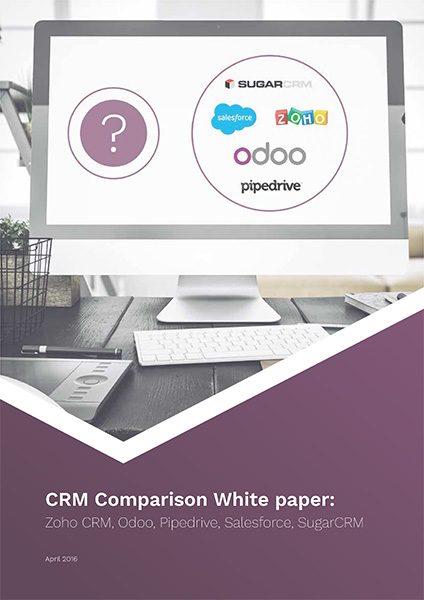 SUGARCRM
?
salesforce
ZOHO
odoo
pipedrive
CRM Comparison White paper:
Zoho CRM, Odoo, Pipedrive, Salesforce, SugarCRM
April 2016